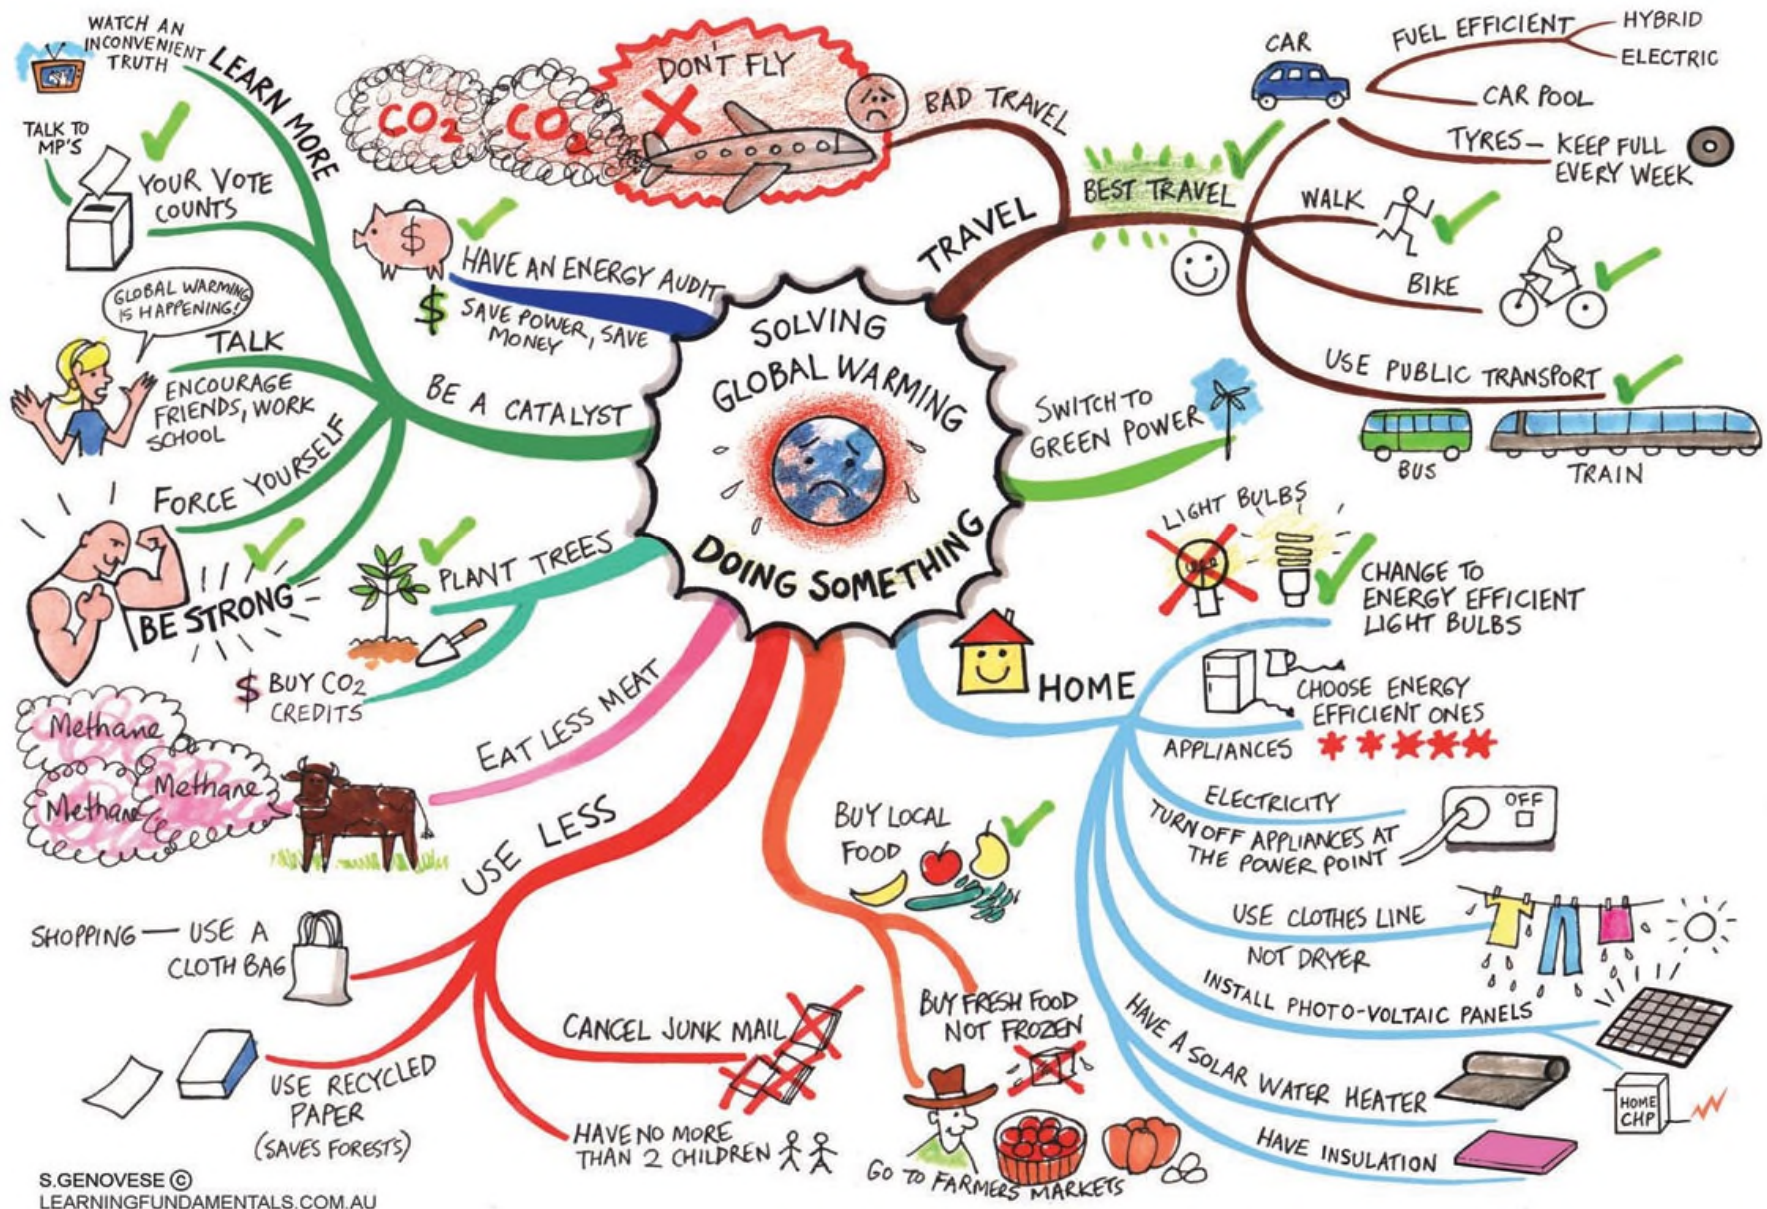 SOLVING
GLOBAL WARMING
DOING SOMETHING
TRAVEL
BAD TRAVEL
DON'T FLY
CO2
CO2
BEST TRAVEL
CAR
FUEL EFFICIENT
HYBRID
ELECTRIC
CAR POOL
TYRES — KEEP FULL
EVERY WEEK
WALK
BIKE
USE PUBLIC TRANSPORT
BUS
TRAIN
SWITCH TO
GREEN POWER
HOME
LIGHT BULBS
CHANGE TO
ENERGY EFFICIENT
LIGHT BULBS
CHOOSE ENERGY
EFFICIENT ONES
APPLIANCES
ELECTRICITY
TURN OFF APPLIANCES AT
THE POWER POINT
OFF
USE CLOTHES LINE
NOT DRYER
INSTALL PHOTO-VOLTAIC PANELS
HOME
CHP
HAVE A SOLAR WATER HEATER
HAVE INSULATION
BUY LOCAL
FOOD
BUY FRESH FOOD
NOT FROZEN
GO TO FARMERS MARKETS
USE LESS
SHOPPING — USE A
CLOTH BAG
USE RECYCLED
PAPER
(SAVES FORESTS)
CANCEL JUNK MAIL
HAVE NO MORE
THAN 2 CHILDREN
EAT LESS MEAT
Methane
Methane
Methane
PLANT TREES
$ BUY CO2
CREDITS
BE A CATALYST
LEARN MORE
WATCH AN
INCONVENIENT
TRUTH
TALK TO
MP'S
YOUR VOTE
COUNTS
GLOBAL WARMING
IS HAPPENING!
TALK
ENCOURAGE
FRIENDS, WORK
SCHOOL
FORCE YOURSELF
BE STRONG
HAVE AN ENERGY AUDIT
$
$ SAVE POWER, SAVE
MONEY
S.GENOVESE ©
LEARNINGFUNDAMENTALS.COM.AU